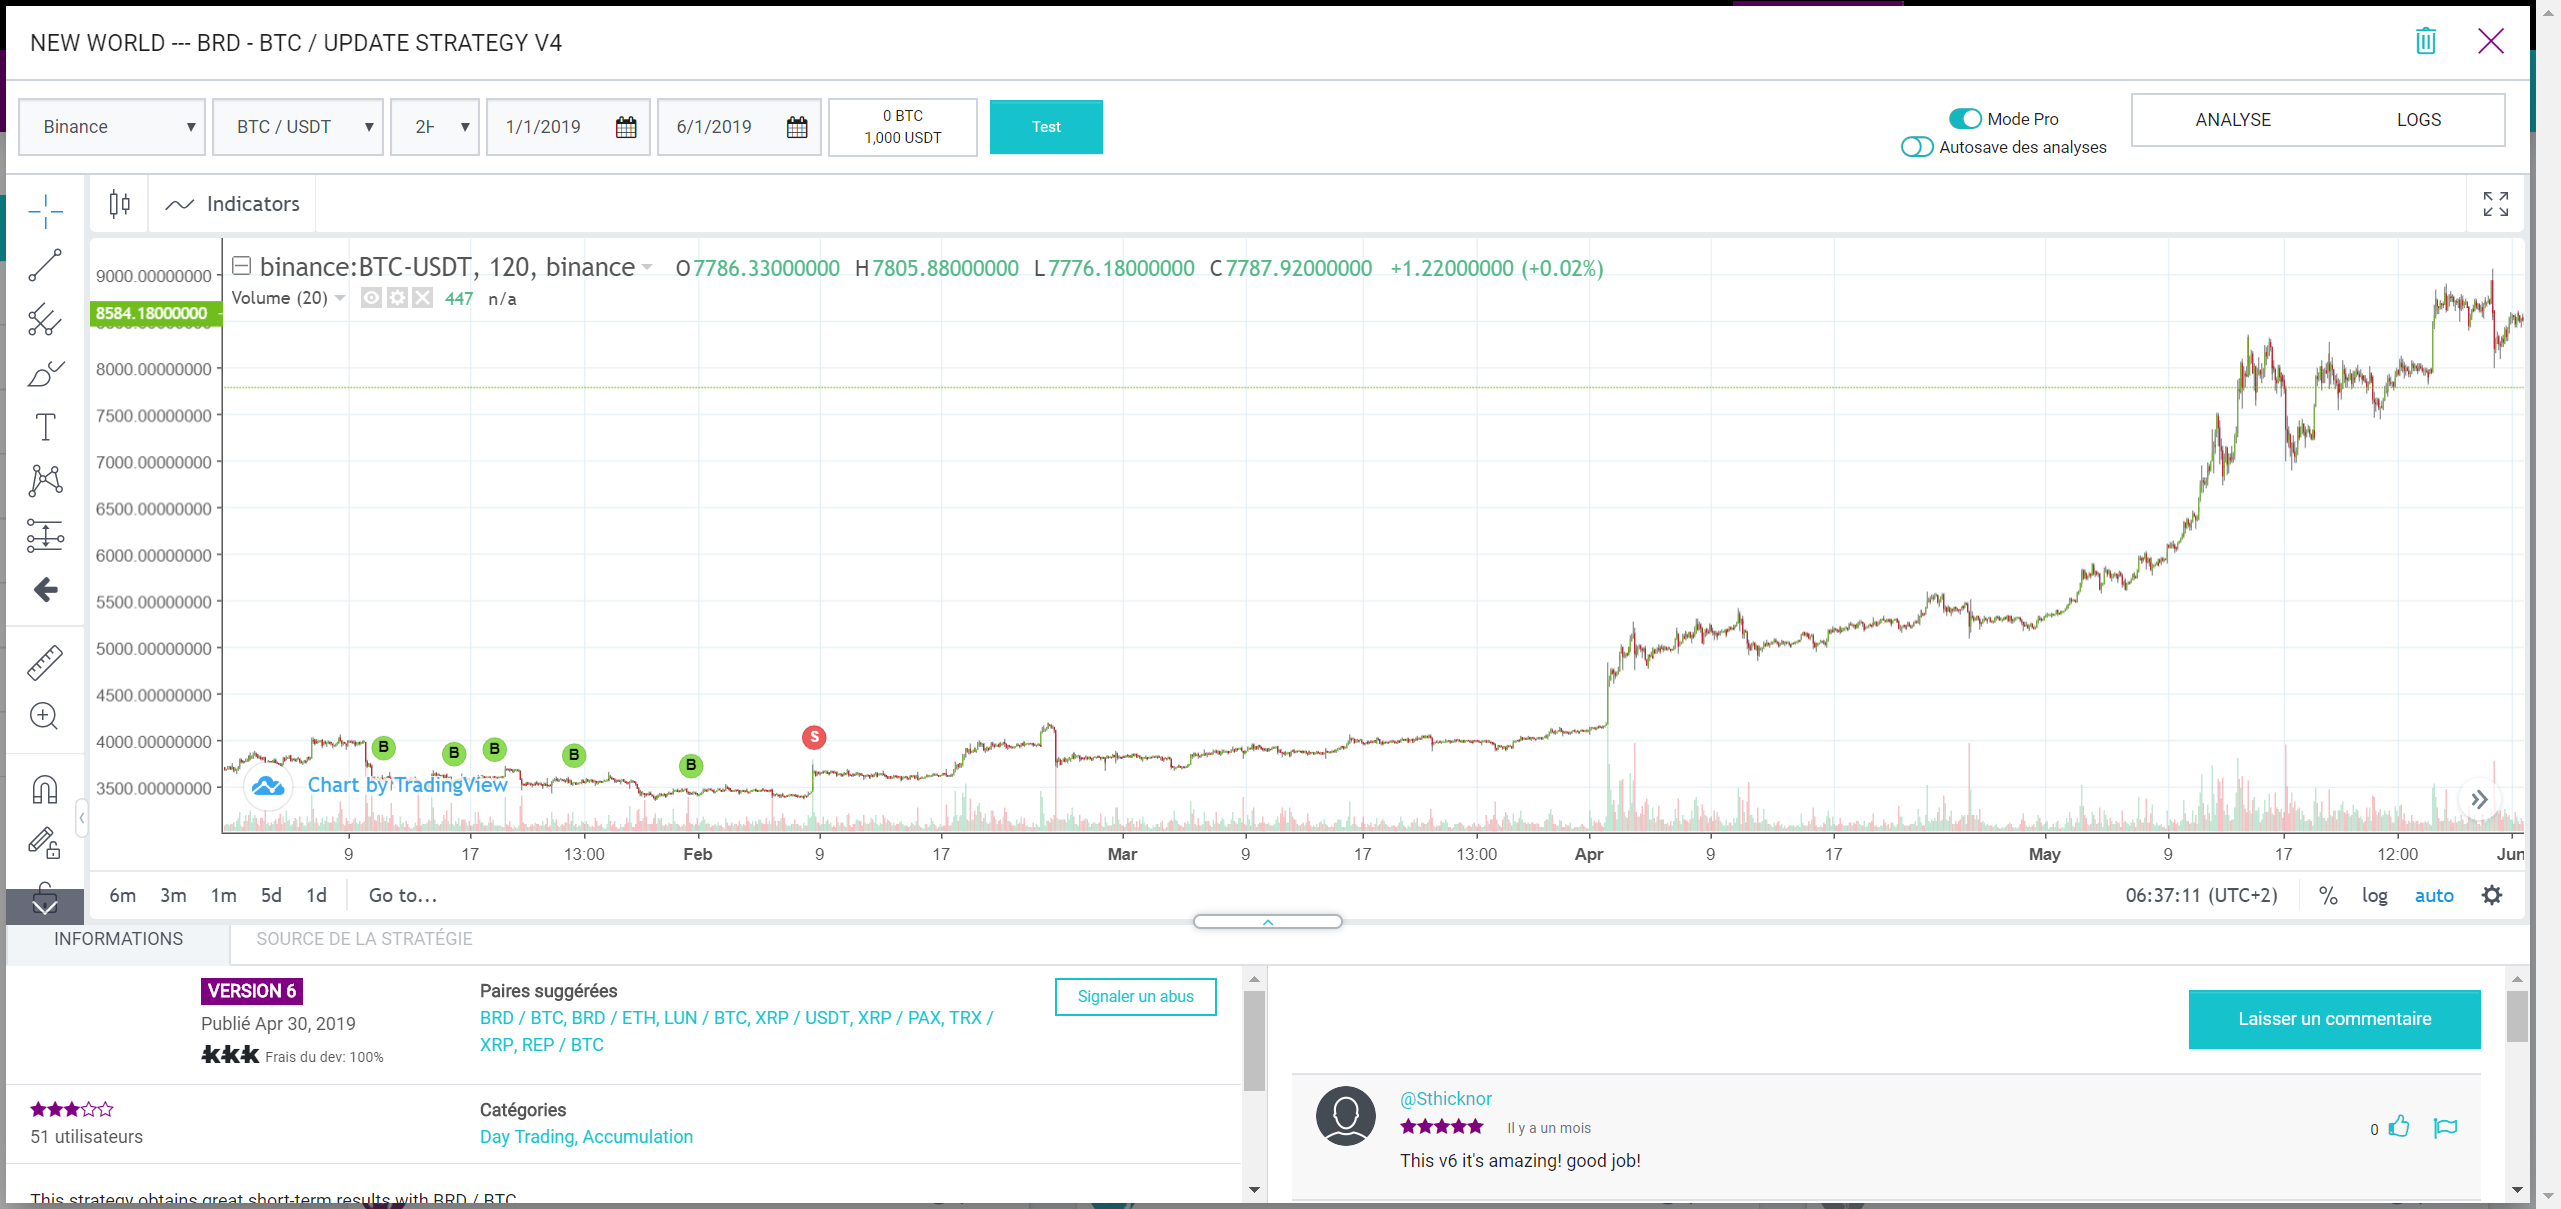 NEW WORLD --- BRD - BTC / UPDATE STRATEGY V4
Binance
BTC / USDT
1/1/2019
6/1/2019
0 BTC
1,000 USDT
Test
Mode Pro
Autosave des analyses
ANALYSE
LOGS
Indicators
binance:BTC-USDT, 120, binance
O7786.33000000 H7805.88000000 L7776.18000000 C7787.92000000 +1.22000000 (+0.02%)
Volume (20)
447 n/a
9000.00000000
8584.18000000
8000.00000000
7500.00000000
7000.00000000
6500.00000000
6000.00000000
5500.00000000
5000.00000000
4500.00000000
4000.00000000
3500.00000000
B
B
B
B
B
S
Chart by TradingView
9 17 13:00 Feb 9 17 Mar 9 17 13:00 Apr 9 17 May 9 17 12:00 Jun
6m 3m 1m 5d 1d Go to...
06:37:11 (UTC+2) % log auto
INFORMATIONS
SOURCE DE LA STRATÉGIE
VERSION 6
Publié Apr 30, 2019
Frais du dev: 100%
Paires suggérées
BRD / BTC, BRD / ETH, LUN / BTC, XRP / USDT, XRP / PAX, TRX /
XRP, REP / BTC
Signaler un abus
51 utilisateurs
Catégories
Day Trading, Accumulation
This strategy obtains great short-term results with BRD / BTC
Laisser un commentaire
@Sthicknor
Il y a un mois
0
This v6 it's amazing! good job!